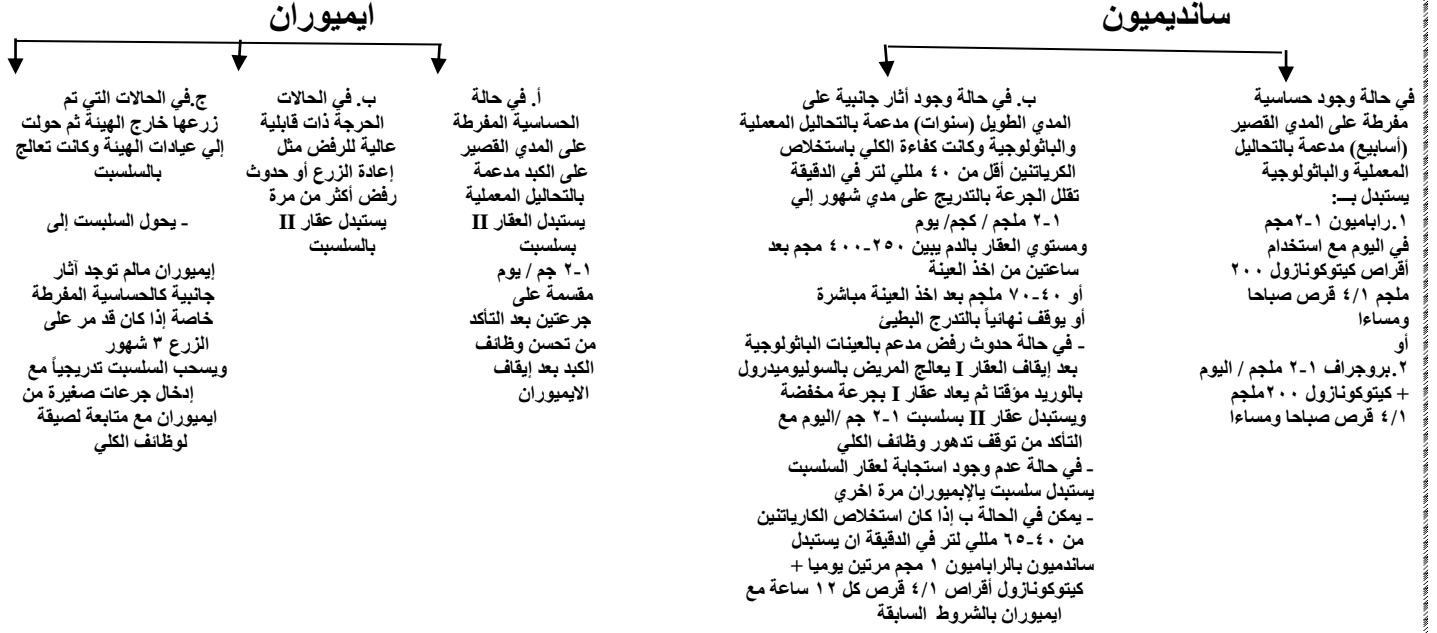 سانديميون
في حالة وجود حساسية
مفرطة على المدي القصير
(أسابيع) مدعمة بالتحاليل
المعملية والباثولوجية
يستبدل بـــ:
١.راباميون ١-٢مجم
في اليوم مع استخدام
أقراص كيتوكونازول ٢٠٠
ملجم ٤/١ قرص صباحا
ومساءا
أو
٢.بروجراف ١-٢ ملجم / اليوم
+ كيتوكونازول ٢٠٠ملجم
٤/١ قرص صباحا ومساءا
ب. في حالة وجود أثار جانبية على
المدي الطويل (سنوات) مدعمة بالتحاليل المعملية
والباثولوجية وكانت كفاءة الكلي باستخلاص
الكرياتنين أقل من ٤٠ مللي لتر في الدقيقة
تقلل الجرعة بالتدريج على مدي شهور إلي
١-٢ ملجم / كجم/ يوم
ومستوي العقار بالدم يبين ٢٥٠-٤٠٠ مجم بعد
ساعتين من اخذ العينة
أو ٤٠-٧٠ ملجم بعد اخذ العينة مباشرة
أو يوقف نهائياً بالتدرج البطيئ
- في حالة حدوث رفض مدعم بالعينات الباثولوجية
بعد إيقاف العقار I يعالج المريض بالسوليوميدرول
بالوريد مؤقتا ثم يعاد عقار I بجرعة مخفضة
ويستبدل عقار II بسلسبت ١-٢ جم /اليوم مع
التأكد من توقف تدهور وظائف الكلي
- في حالة عدم وجود استجابة لعقار السلسبت
يستبدل سلسبت يالإبميوران مرة اخري
- يمكن في الحالة ب إذا كان استخلاص الكارياتنين
من ٤٠-٦٥ مللي لتر في الدقيقة ان يستبدل
ساندميون بالراباميون ١ مجم مرتين يوميا +
كيتوكونازول أقراص ٤/١ قرص كل ١٢ ساعة مع
ايميوران بالشروط السابقة
ايميوران
أ. في حالة
الحساسية المفرطة
على المدي القصير
على الكبد مدعمة
بالتحاليل المعملية
يستبدل العقار II
بسلسبت
١-٢ جم / يوم
مقسمة على
جرعتين بعد التأكد
من تحسن وظائف
الكبد بعد إيقاف
الايميوران
ب. في الحالات
الحرجة ذات قابلية
عالية للرفض مثل
إعادة الزرع أو حدوث
رفض أكثر من مرة
يستبدل عقار II
بالسلسبت
ج.في الحالات التي تم
زرعها خارج الهيئة ثم حولت
إلي عيادات الهيئة وكانت تعالج
بالسلسبت
- يحول السلبست إلى
إيميوران مالم توجد آثار
جانبية كالحساسية المفرطة
خاصة إذا كان قد مر على
الزرع ٣ شهور
ويسحب السلسبت تدريجياً مع
إدخال جرعات صغيرة من
ايميوران مع متابعة لصيقة
لوظائف الكلي